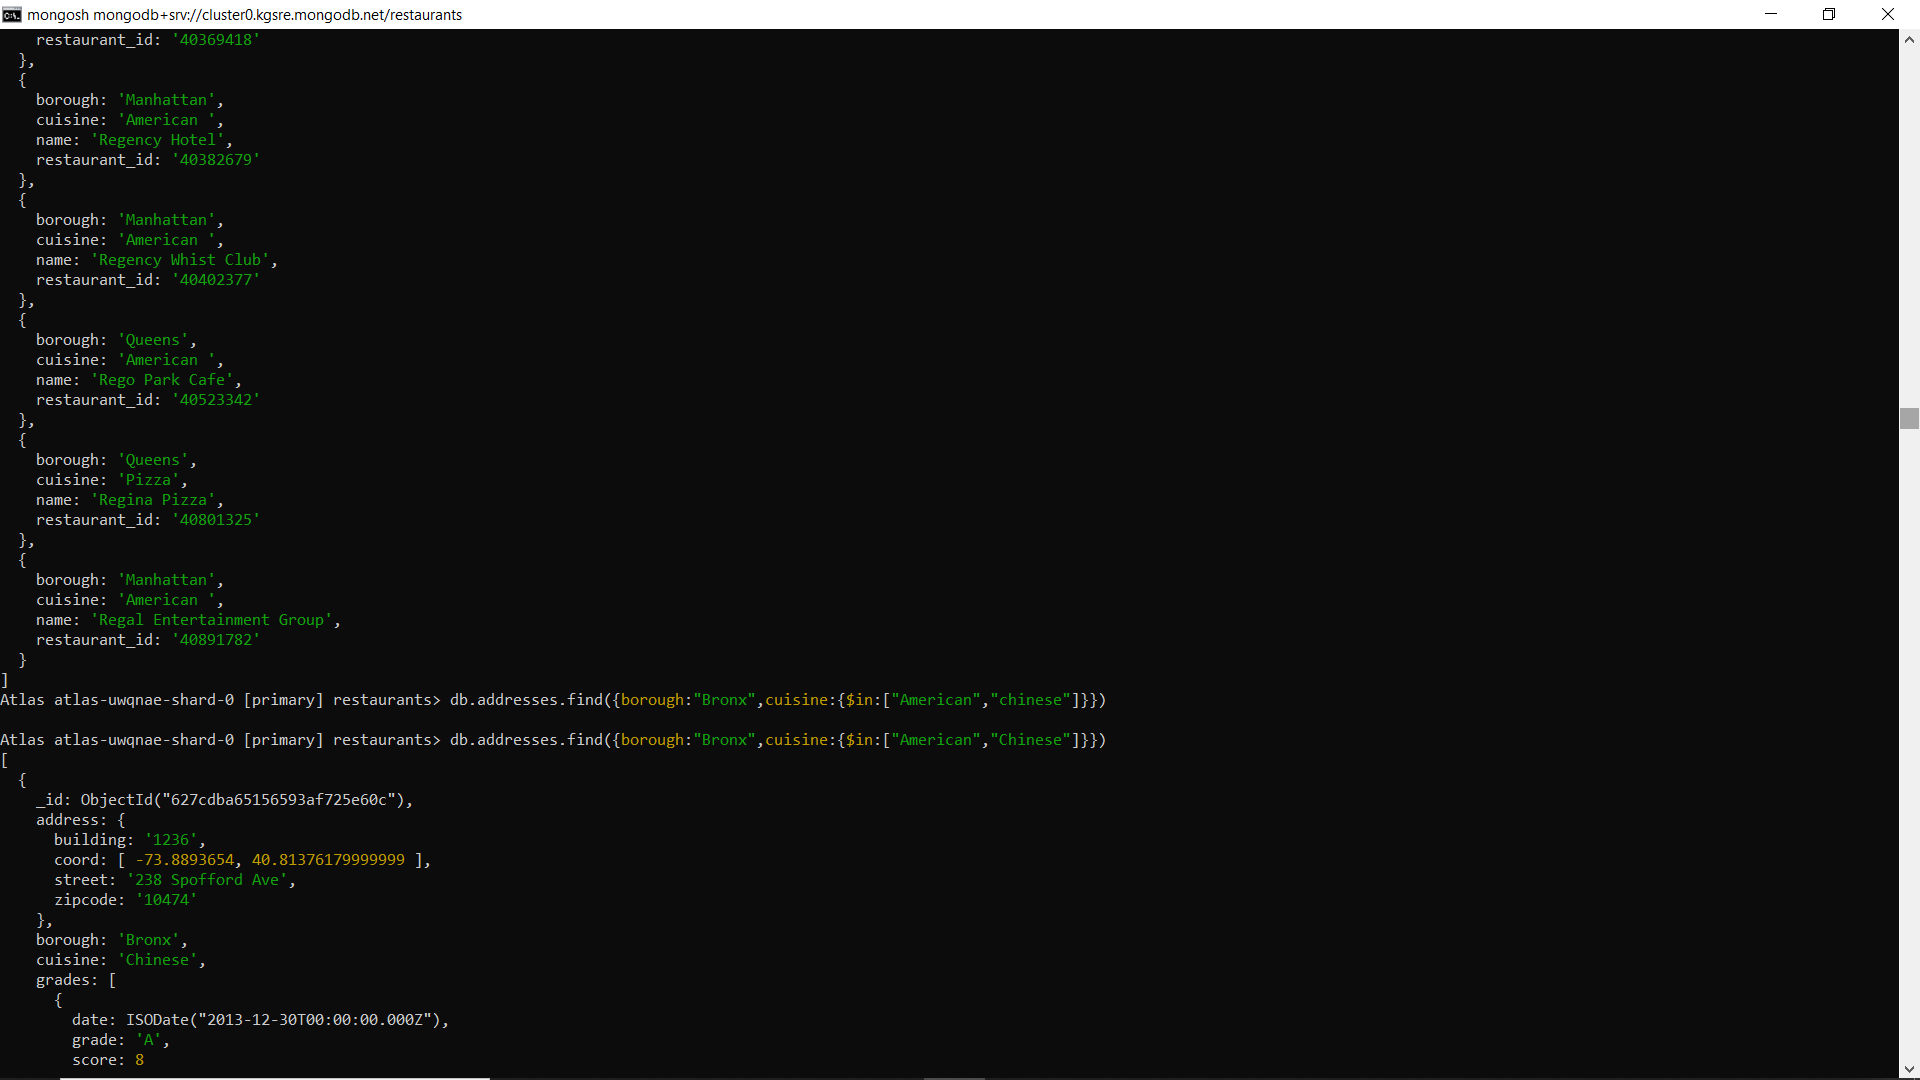 mongosh mongodb+srv://cluster0.kgsre.mongodb.net/restaurants
    restaurant_id: '40369418'
  },
  {
    borough: 'Manhattan',
    cuisine: 'American ',
    name: 'Regency Hotel',
    restaurant_id: '40382679'
  },
  {
    borough: 'Manhattan',
    cuisine: 'American ',
    name: 'Regency Whist Club',
    restaurant_id: '40402377'
  },
  {
    borough: 'Queens',
    cuisine: 'American ',
    name: 'Rego Park Cafe',
    restaurant_id: '40523342'
  },
  {
    borough: 'Queens',
    cuisine: 'Pizza',
    name: 'Regina Pizza',
    restaurant_id: '40801325'
  },
  {
    borough: 'Manhattan',
    cuisine: 'American ',
    name: 'Regal Entertainment Group',
    restaurant_id: '40891782'
  }
]
Atlas atlas-uwqnae-shard-0 [primary] restaurants> db.addresses.find({borough:"Bronx",cuisine:{$in:["American","chinese"]}})
Atlas atlas-uwqnae-shard-0 [primary] restaurants> db.addresses.find({borough:"Bronx",cuisine:{$in:["American","Chinese"]}})
[
  {
    _id: ObjectId("627cdba65156593af725e60c"),
    address: {
      building: '1236',
      coord: [ -73.8893654, 40.81376179999999 ],
      street: '238 Spofford Ave',
      zipcode: '10474'
    },
    borough: 'Bronx',
    cuisine: 'Chinese',
    grades: [
      {
        date: ISODate("2013-12-30T00:00:00.000Z"),
        grade: 'A',
        score: 8